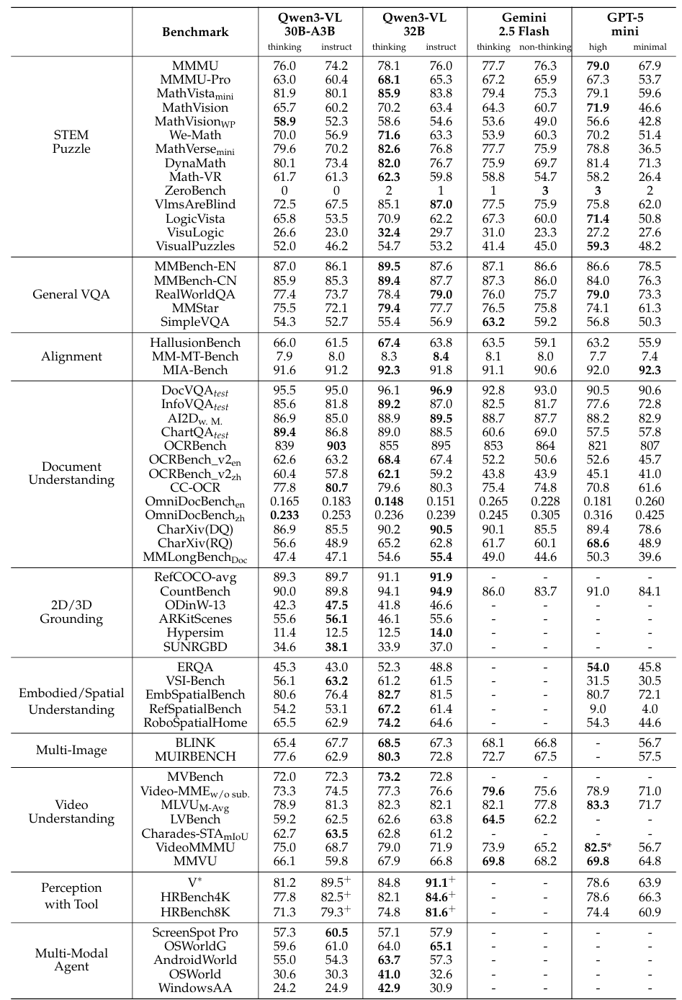 Benchmark Qwen3-VL 30B-A3B Qwen3-VL 32B Gemini 2.5 Flash GPT-5 mini
thinking instruct thinking instruct thinking non-thinking high minimal
STEM Puzzle
MMMU 76.0 74.2 78.1 76.0 77.7 76.3 79.0 67.9
MMMU-Pro 63.0 60.4 68.1 65.3 67.2 65.9 67.3 53.7
MathVista mini 81.9 80.1 85.9 83.8 79.4 75.3 79.1 59.6
MathVision 65.7 60.2 70.2 63.4 64.3 60.7 71.9 46.6
MathVision WP 58.9 52.3 58.6 54.6 53.6 49.0 56.6 42.8
We-Math 70.0 56.9 71.6 63.3 53.9 60.3 70.2 51.4
MathVerse mini 79.6 70.2 82.6 76.8 77.7 75.9 78.8 36.5
DynaMath 80.1 73.4 82.0 76.7 75.9 69.7 81.4 71.3
Math-VR 61.7 61.3 62.3 59.8 58.8 54.7 58.2 26.4
ZeroBench 0 0 2 1 1 3 3 2
VlmsAreBlind 72.5 67.5 85.1 87.0 77.5 75.9 75.8 62.0
LogicVista 65.8 53.5 70.9 62.2 67.3 60.0 71.4 50.8
VisuLogic 26.6 23.0 32.4 29.7 31.0 23.3 27.2 27.6
VisualPuzzles 52.0 46.2 54.7 53.2 41.4 45.0 59.3 48.2
General VQA
MMBench-EN 87.0 86.1 89.5 87.6 87.1 86.6 86.6 78.5
MMBench-CN 85.9 85.3 89.4 87.7 87.3 86.0 84.0 76.3
RealWorldQA 77.4 73.7 78.4 79.0 76.0 75.7 79.0 73.3
MMStar 75.5 72.1 79.4 77.7 76.5 75.8 74.1 61.3
SimpleVQA 54.3 52.7 55.4 56.9 63.2 59.2 56.8 50.3
Alignment
HallusionBench 66.0 61.5 67.4 63.8 63.5 59.1 63.2 55.9
MM-MT-Bench 7.9 8.0 8.3 8.4 8.1 8.0 7.7 7.4
MIA-Bench 91.6 91.2 92.3 91.8 91.1 90.6 92.0 92.3
Document Understanding
DocVQA test 95.5 95.0 96.1 96.9 92.8 93.0 90.5 90.6
InfoVQA test 85.6 81.8 89.2 87.0 82.5 81.7 77.6 72.8
AI2D w. M. 86.9 85.0 88.9 89.5 88.7 87.7 88.2 82.9
ChartQA test 89.4 86.8 89.0 88.5 60.6 69.0 57.5 57.8
OCRBench 839 903 855 895 853 864 821 807
OCRBench_v2 en 62.6 63.2 68.4 67.4 52.2 50.6 52.6 45.7
OCRBench_v2 zh 60.4 57.8 62.1 59.2 43.8 43.9 45.1 41.0
CC-OCR 77.8 80.7 79.6 80.3 75.4 74.8 70.8 61.6
OmniDocBench en 0.165 0.183 0.148 0.151 0.265 0.228 0.181 0.260
OmniDocBench zh 0.233 0.253 0.236 0.239 0.245 0.305 0.316 0.425
CharXiv(DQ) 86.9 85.5 90.2 90.5 90.1 85.5 89.4 78.6
CharXiv(RQ) 56.6 48.9 65.2 62.8 61.7 60.1 68.6 48.9
MMLongBench Doc 47.4 47.1 54.6 55.4 49.0 44.6 50.3 39.6
2D/3D Grounding
RefCOCO-avg 89.3 89.7 91.1 91.9 - - - -
CountBench 90.0 89.8 94.1 94.9 86.0 83.7 91.0 84.1
ODinW-13 42.3 47.5 41.8 46.6 - - - -
ARKitScenes 55.6 56.1 46.1 55.6 - - - -
Hypersim 11.4 12.5 12.5 14.0 - - - -
SUNRGBD 34.6 38.1 33.9 37.0 - - - -
Embodied/Spatial Understanding
ERQA 45.3 43.0 52.3 48.8 - - 54.0 45.8
VSI-Bench 56.1 63.2 61.2 61.5 - - 31.5 30.5
EmbSpatialBench 80.6 76.4 82.7 81.5 - - 80.7 72.1
RefSpatialBench 54.2 53.1 67.2 61.4 - - 9.0 4.0
RoboSpatialHome 65.5 62.9 74.2 64.6 - - 54.3 44.6
Multi-Image
BLINK 65.4 67.7 68.5 67.3 68.1 66.8 - 56.7
MUIRBENCH 77.6 62.9 80.3 72.8 72.7 67.5 - 57.5
Video Understanding
MVBench 72.0 72.3 73.2 72.8 - - - -
Video-MME w/o sub. 73.3 74.5 77.3 76.6 79.6 75.6 78.9 71.0
MLVU M-Avg 78.9 81.3 82.3 82.1 82.1 77.8 83.3 71.7
LVBench 59.2 62.5 62.6 63.8 64.5 62.2 - -
Charades-STA mIoU 62.7 63.5 62.8 61.2 - - - -
VideoMMMU 75.0 68.7 79.0 71.9 73.9 65.2 82.5* 56.7
MMVU 66.1 59.8 67.9 66.8 69.8 68.2 69.8 64.8
Perception with Tool
V* 81.2 89.5+ 84.8 91.1+ - - 78.6 63.9
HRBench4K 77.8 82.5+ 82.1 84.6+ - - 78.6 66.3
HRBench8K 71.3 79.3+ 74.8 81.6+ - - 74.4 60.9
Multi-Modal Agent
ScreenSpot Pro 57.3 60.5 57.1 57.9 - - - -
OSWorldG 59.6 61.0 64.0 65.1 - - - -
AndroidWorld 55.0 54.3 63.7 57.3 - - - -
OSWorld 30.6 30.3 41.0 32.6 - - - -
WindowsAA 24.2 24.9 42.9 30.9 - - - -